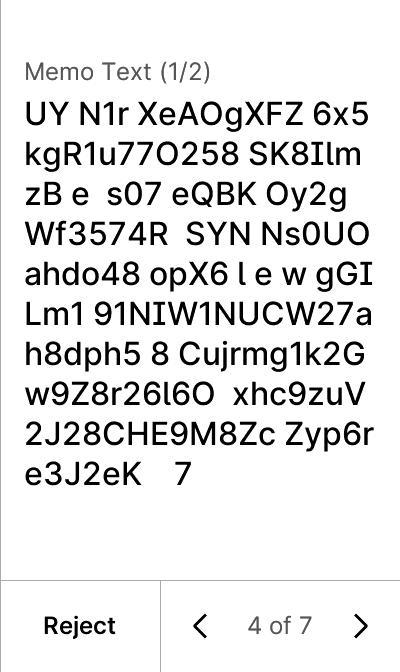 Memo Text (1/2)
UY N1r XeAOgXFZ 6x5
kgR1u77O258 SK8Ilm
zB e  s07 eQBK Oy2g
Wf3574R  SYN Ns0UO
ahdo48 opX6 l e w gGI
Lm1 91NIW1NUCW27a
h8dph5 8 Cujrmg1k2G
w9Z8r26l6O  xhc9zuV
2J28CHE9M8Zc Zyp6r
e3J2eK    7
Reject
4 of 7